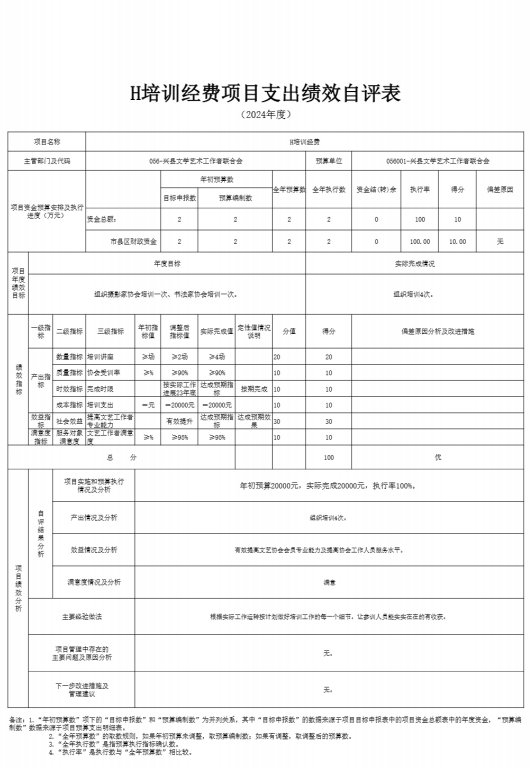 H培训经费项目支出绩效自评表
（2024年度）
项目名称 H培训经费
主管部门及代码 056-兴县文学艺术工作者联合会 预算单位 056001-兴县文学艺术工作者联合会
项目资金预算安排及执行进度（万元） 年初预算数 全年预算数 全年执行数 资金结(转)余 执行率 得分 偏差原因
目标申报数 预算编制数
资金总额： 2 2 2 2 0 100 10
市县区财政资金 2 2 2 2 0 100.00 10.00 无
项目年度绩效目标 年度目标 实际完成情况
组织摄影家协会培训一次、书法家协会培训一次。 组织培训4次。
绩效指标 一级指标 二级指标 三级指标 年初指标值 调整后指标值 实际完成值 定性值情况说明 分值 得分 偏差原因分析及改进措施
产出指标 数量指标 培训讲座 ≥场 ≥2场 ≥4场 20 20
质量指标 协会受训率 ≥% ≥90% ≥90% 10 10
时效指标 完成时限 按实际工作进展23年底 达成预期指标 按期完成 10 10
成本指标 培训支出 =元 =20000元 =20000元 10 10
效益指标 社会效益 提高文艺工作者专业能力 有效提升 达成预期指标 达成预期效果 30 30
满意度指标 服务对象满意度 文艺工作者满意度 ≥% ≥96% ≥96% 10 10
总 分 100 优
项目绩效分析 自评结果分析 项目实施和预算执行情况及分析 年初预算20000元，实际完成20000元，执行率100%。
产出情况及分析 组织培训4次。
效益情况及分析 有效提高文艺协会会员专业能力及提高协会工作人员服务水平。
满意度情况及分析 满意
主要经验做法 根据实际工作运转按计划做好培训工作的每一个细节，让参训人员能实实在在的有收获。
项目管理中存在的主要问题及原因分析 无。
下一步改进措施及管理建议 无。
备注：1.“年初预算数”项下的“目标申报数”和“预算编制数”为并列关系，其中“目标申报数”的数据来源于项目目标申报表中的项目资金总额表中的年度资金，“预算编
制数”数据来源于项目预算支出明细表。
2.“全年预算数”的取数规则，如果年初预算未调整，取预算编制数；如果有调整，取调整后的预算数。
3.“全年执行数”是指预算执行指标确认数。
4.“执行率”是执行数与“全年预算数”相比较。